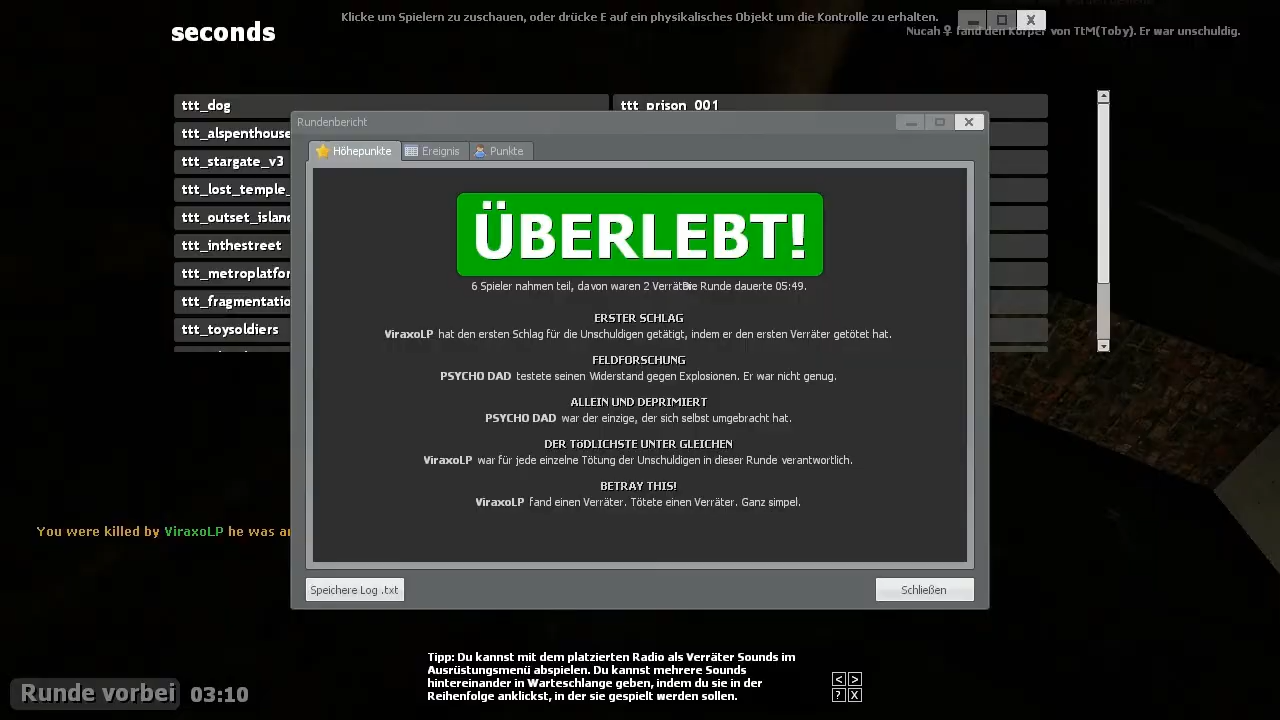 Klicke um Spielern zu zuschauen, oder drücke E auf ein physikalisches Objekt um die Kontrolle zu erhalten.
seconds
Nucah ♀ fand den Körper von TtM(Toby). Er war unschuldig.
ttt_dog
ttt_prison_001
ttt_alspenthouse
ttt_stargate_v3
ttt_lost_temple_
ttt_outset_island
ttt_inthestreet
ttt_metroplatfor
ttt_fragmentatio
ttt_toysoldiers
Rundenbericht
Höhepunkte
Ereignis
Punkte
ÜBERLEBT!
6 Spieler nahmen teil, davon waren 2 Verräter
Die Runde dauerte 05:49.
ERSTER SCHLAG
ViraxoLP hat den ersten Schlag für die Unschuldigen getätigt, indem er den ersten Verräter getötet hat.
FELDFORSCHUNG
PSYCHO DAD testete seinen Widerstand gegen Explosionen. Er war nicht genug.
ALLEIN UND DEPRIMIERT
PSYCHO DAD war der einzige, der sich selbst umgebracht hat.
DER TöDLICHSTE UNTER GLEICHEN
ViraxoLP war für jede einzelne Tötung der Unschuldigen in dieser Runde verantwortlich.
BETRAY THIS!
ViraxoLP fand einen Verräter. Tötete einen Verräter. Ganz simpel.
You were killed by ViraxoLP he was an
Speichere Log .txt
Schließen
Tipp: Du kannst mit dem platzierten Radio als Verräter Sounds im
Ausrüstungsmenü abspielen. Du kannst mehrere Sounds
hintereinander in Warteschlange geben, indem du sie in der
Reihenfolge anklickst, in der sie gespielt werden sollen.
< >
? X
Runde vorbei 03:10